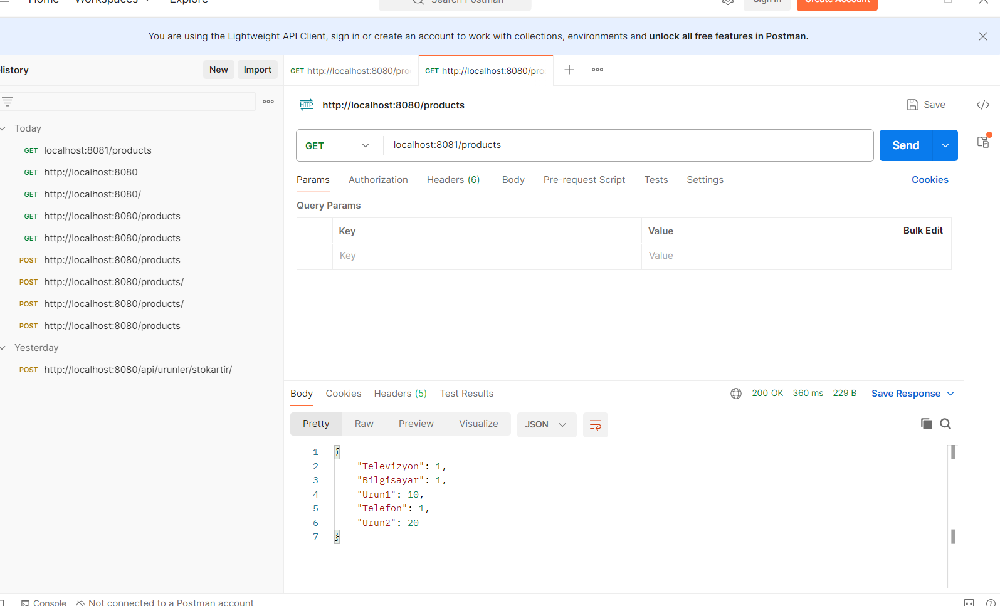 Home Workspaces Explore Search Postman Sign In Create Account
You are using the Lightweight API Client, sign in or create an account to work with collections, environments and unlock all free features in Postman.
History New Import
GET http://localhost:8080/pro GET http://localhost:8080/pro
HTTP http://localhost:8080/products Save
Today
GET localhost:8081/products
GET http://localhost:8080
GET http://localhost:8080/
GET http://localhost:8080/products
GET http://localhost:8080/products
POST http://localhost:8080/products
POST http://localhost:8080/products/
POST http://localhost:8080/products/
POST http://localhost:8080/products
Yesterday
POST http://localhost:8080/api/urunler/stokartir/
GET localhost:8081/products Send
Params Authorization Headers (6) Body Pre-request Script Tests Settings Cookies
Query Params
Key Value Bulk Edit
Key Value
Body Cookies Headers (5) Test Results 200 OK 360 ms 229 B Save Response
Pretty Raw Preview Visualize JSON
1 {
2 "Televizyon": 1,
3 "Bilgisayar": 1,
4 "Urun1": 10,
5 "Telefon": 1,
6 "Urun2": 20
7 }
Console Not connected to a Postman account